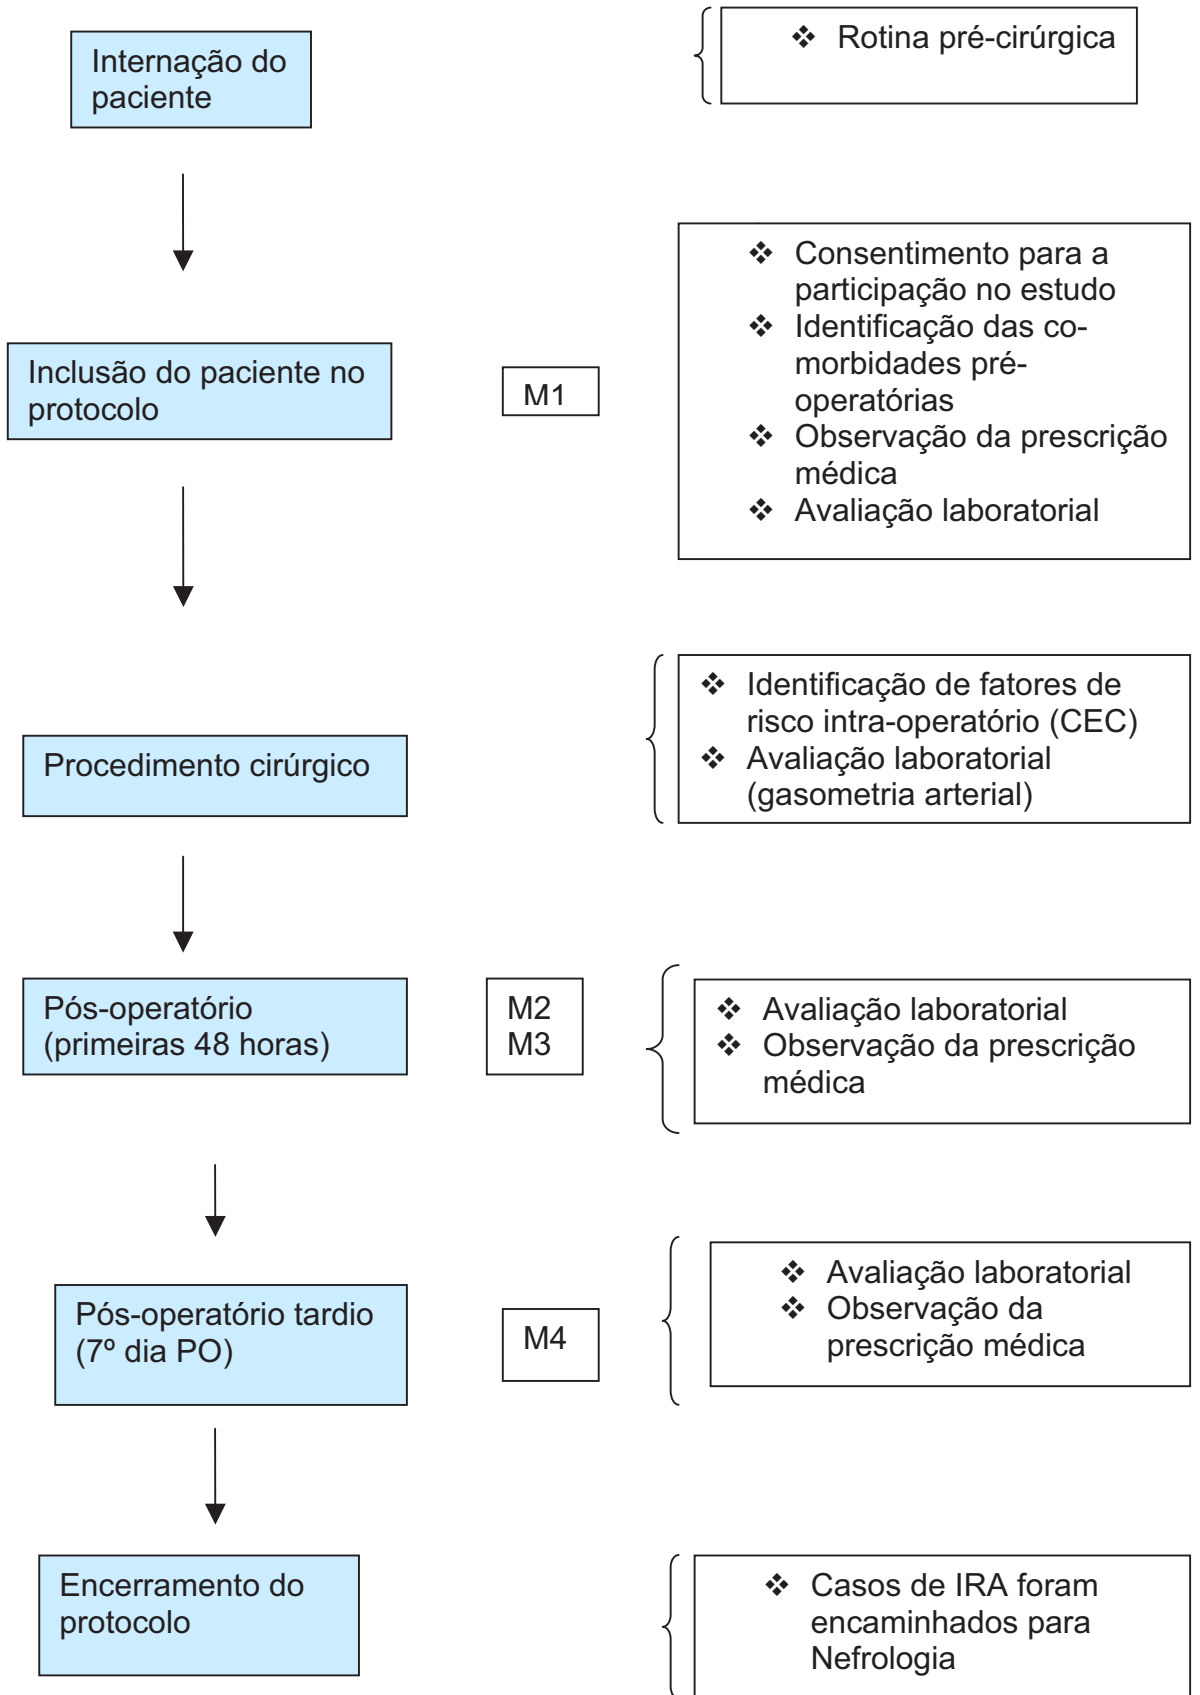 Internação do
paciente
❖ Rotina pré-cirúrgica
Inclusão do paciente no
protocolo
M1
❖ Consentimento para a
participação no estudo
❖ Identificação das co-
morbidades pré-
operatórias
❖ Observação da prescrição
médica
❖ Avaliação laboratorial
Procedimento cirúrgico
❖ Identificação de fatores de
risco intra-operatório (CEC)
❖ Avaliação laboratorial
(gasometria arterial)
Pós-operatório
(primeiras 48 horas)
M2
M3
❖ Avaliação laboratorial
❖ Observação da prescrição
médica
Pós-operatório tardio
(7º dia PO)
M4
❖ Avaliação laboratorial
❖ Observação da
prescrição médica
Encerramento do
protocolo
❖ Casos de IRA foram
encaminhados para
Nefrologia